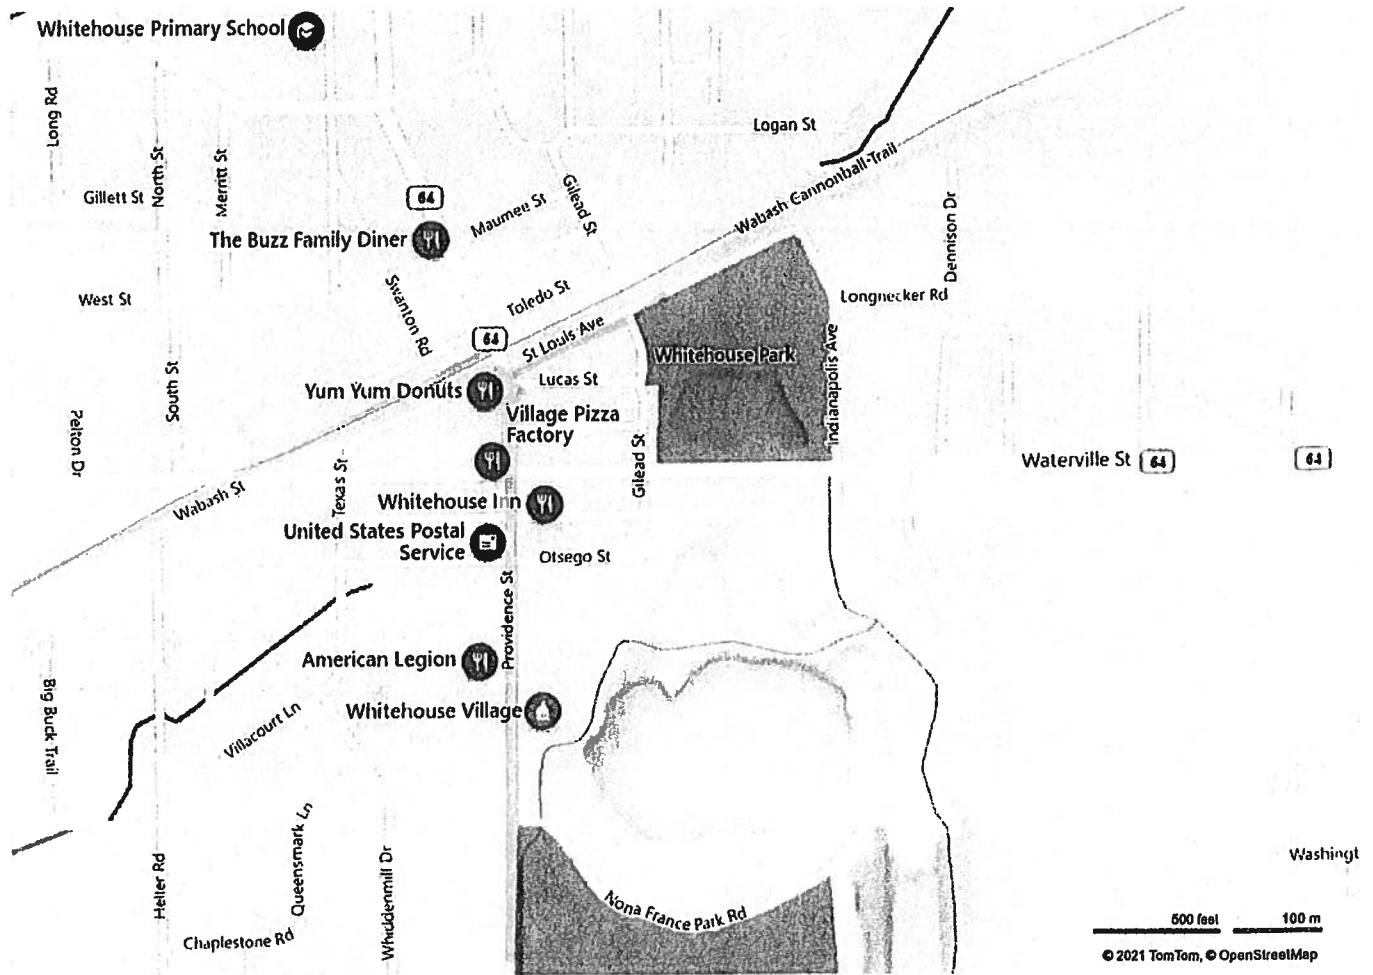 Whitehouse Primary School
Long Rd
North St
Merritt St
Logan St
Gillett St
64
Maumee St
Gilead St
Wabash Cannonball-Trail
Dennison Dr
The Buzz Family Diner
West St
Swanton Rd
Toledo St
Longnecker Rd
64
St Louis Ave
Whitehouse Park
Indianapolis Ave
South St
Yum Yum Donuts
Lucas St
Village Pizza
Factory
Pelton Dr
Gilead St
Waterville St
64
64
Wabash St
Texas St
Whitehouse Inn
United States Postal
Service
Otsego St
Providence St
American Legion
Big Buck Trail
Villacourt Ln
Whitehouse Village
Heller Rd
Queensmark Ln
Whiddenmill Dr
Chaplestone Rd
Nona France Park Rd
Washingt
500 feet
100 m
© 2021 TomTom, © OpenStreetMap